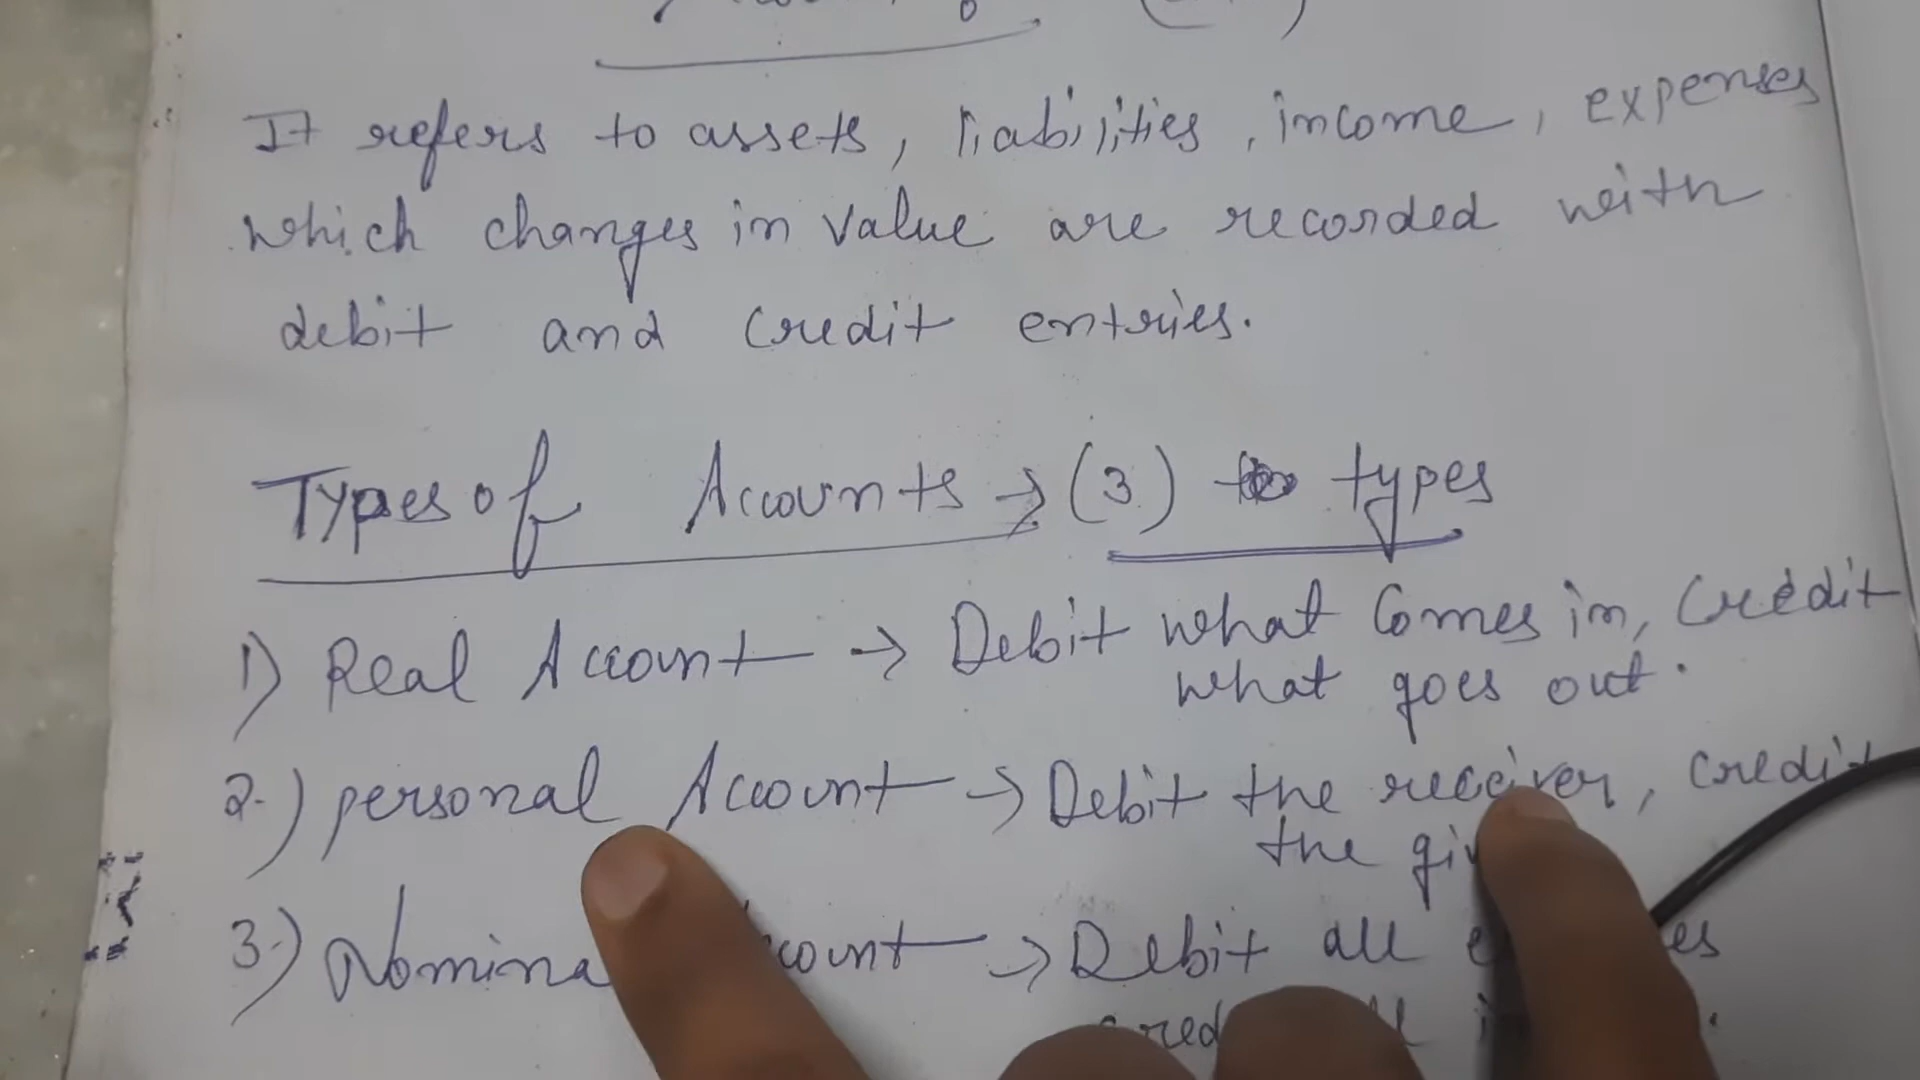 It refers to assets, liabilities, income, expenses
which changes in value are recorded with
debit and credit entries.
Types of Accounts → (3) types
1) Real Account → Debit what comes in, credit
what goes out.
2.) personal Account → Debit the receiver, credit
the
3.) Debit all